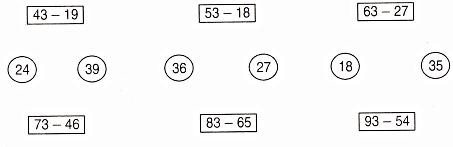 43 – 19 53 – 18 63 – 27
24 39 36 27 18 35
73 – 46 83 – 65 93 – 54